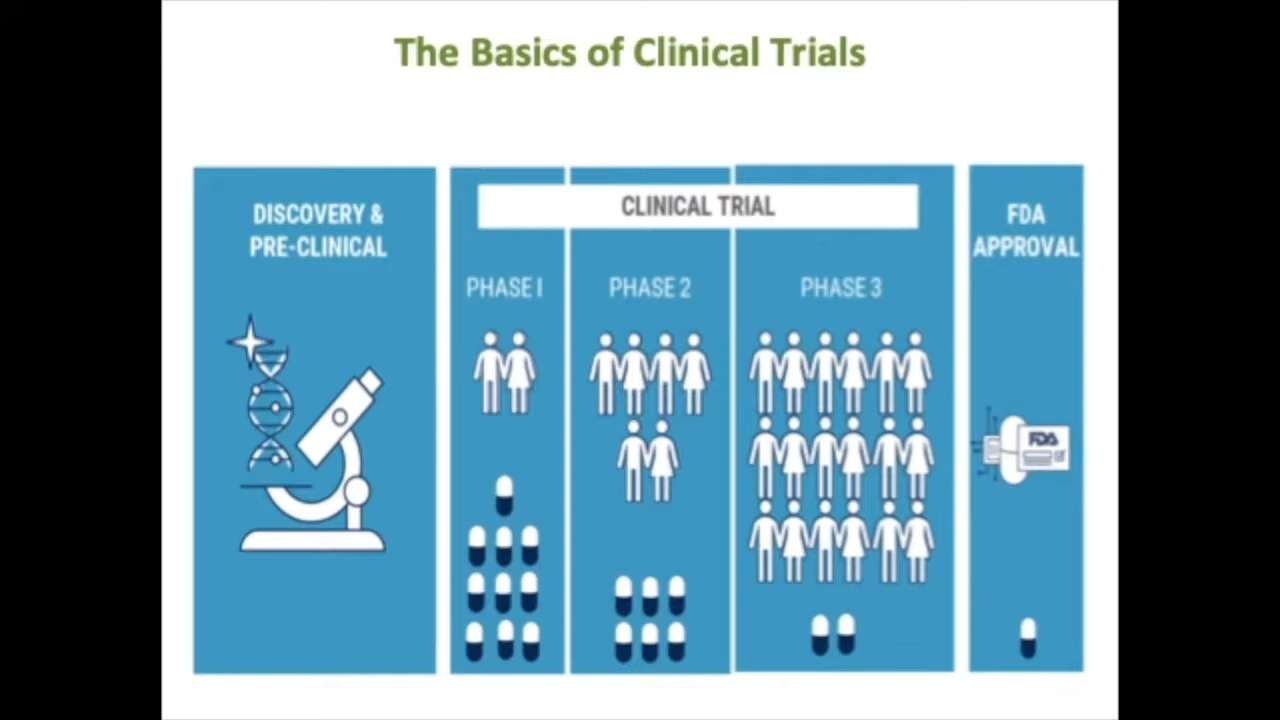 The Basics of Clinical Trials
DISCOVERY &
PRE-CLINICAL
CLINICAL TRIAL
PHASE I
PHASE 2
PHASE 3
FDA
APPROVAL
FDA